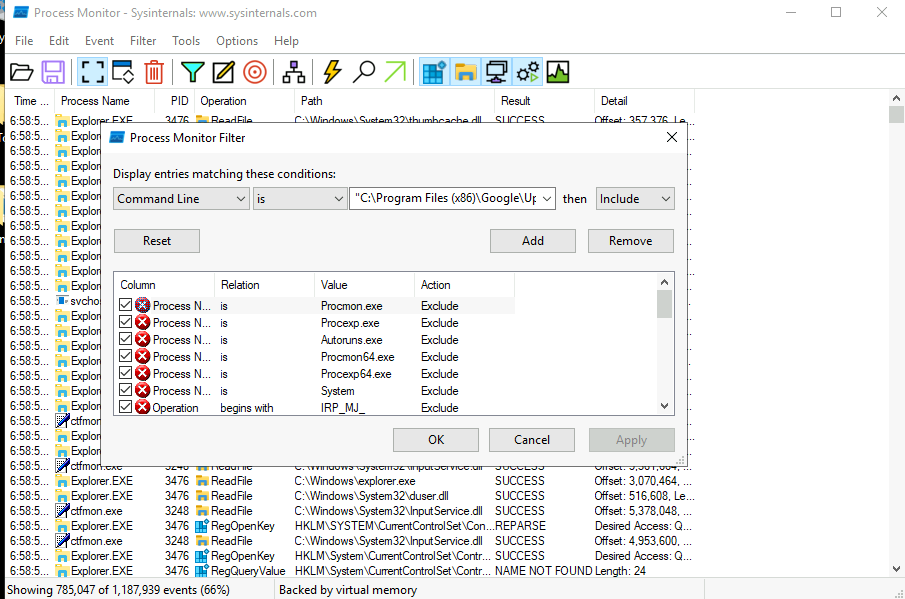 Process Monitor - Sysinternals: www.sysinternals.com
File Edit Event Filter Tools Options Help
Time ... Process Name PID Operation Path Result Detail
6:58:5... Explorer.EXE 3476 ReadFile C:\Windows\System32\thumbcache.dll SUCCESS Offset: 357,376, Le...
6:58:5... Explor
6:58:5... Explor
6:58:5... Explor
6:58:5... Explor
6:58:5... Explor
6:58:5... Explor
6:58:5... Explor
6:58:5... Explor
6:58:5... Explor
6:58:5... Explor
6:58:5... Explor
6:58:5... svchos
6:58:5... Explor
6:58:5... Explor
6:58:5... Explor
6:58:5... Explor
6:58:5... Explor
6:58:5... Explor
6:58:5... Explor
6:58:5... ctfmon
6:58:5... Explor
6:58:5... Explor
Process Monitor Filter
Display entries matching these conditions:
Command Line is "C:\Program Files (x86)\Google\Up then Include
Reset Add Remove
Column Relation Value Action
Process N... is Procmon.exe Exclude
Process N... is Procexp.exe Exclude
Process N... is Autoruns.exe Exclude
Process N... is Procmon64.exe Exclude
Process N... is Procexp64.exe Exclude
Process N... is System Exclude
Operation begins with IRP_MJ_ Exclude
OK Cancel Apply
6:58:5... ctfmon.exe 3248 ReadFile C:\Windows\System32\InputService.dll SUCCESS
6:58:5... Explorer.EXE 3476 ReadFile C:\Windows\explorer.exe SUCCESS Offset: 3,070,464, ...
6:58:5... Explorer.EXE 3476 ReadFile C:\Windows\System32\duser.dll SUCCESS Offset: 516,608, Le...
6:58:5... ctfmon.exe 3248 ReadFile C:\Windows\System32\InputService.dll SUCCESS Offset: 5,378,048, ...
6:58:5... Explorer.EXE 3476 RegOpenKey HKLM\SYSTEM\CurrentControlSet\Con... REPARSE Desired Access: Q...
6:58:5... ctfmon.exe 3248 ReadFile C:\Windows\System32\InputService.dll SUCCESS Offset: 4,953,600, ...
6:58:5... Explorer.EXE 3476 RegOpenKey HKLM\System\CurrentControlSet\Contr... SUCCESS Desired Access: Q...
6:58:5... Explorer.EXE 3476 RegQueryValue HKLM\System\CurrentControlSet\Contr... NAME NOT FOUND Length: 24
Showing 785,047 of 1,187,939 events (66%) Backed by virtual memory